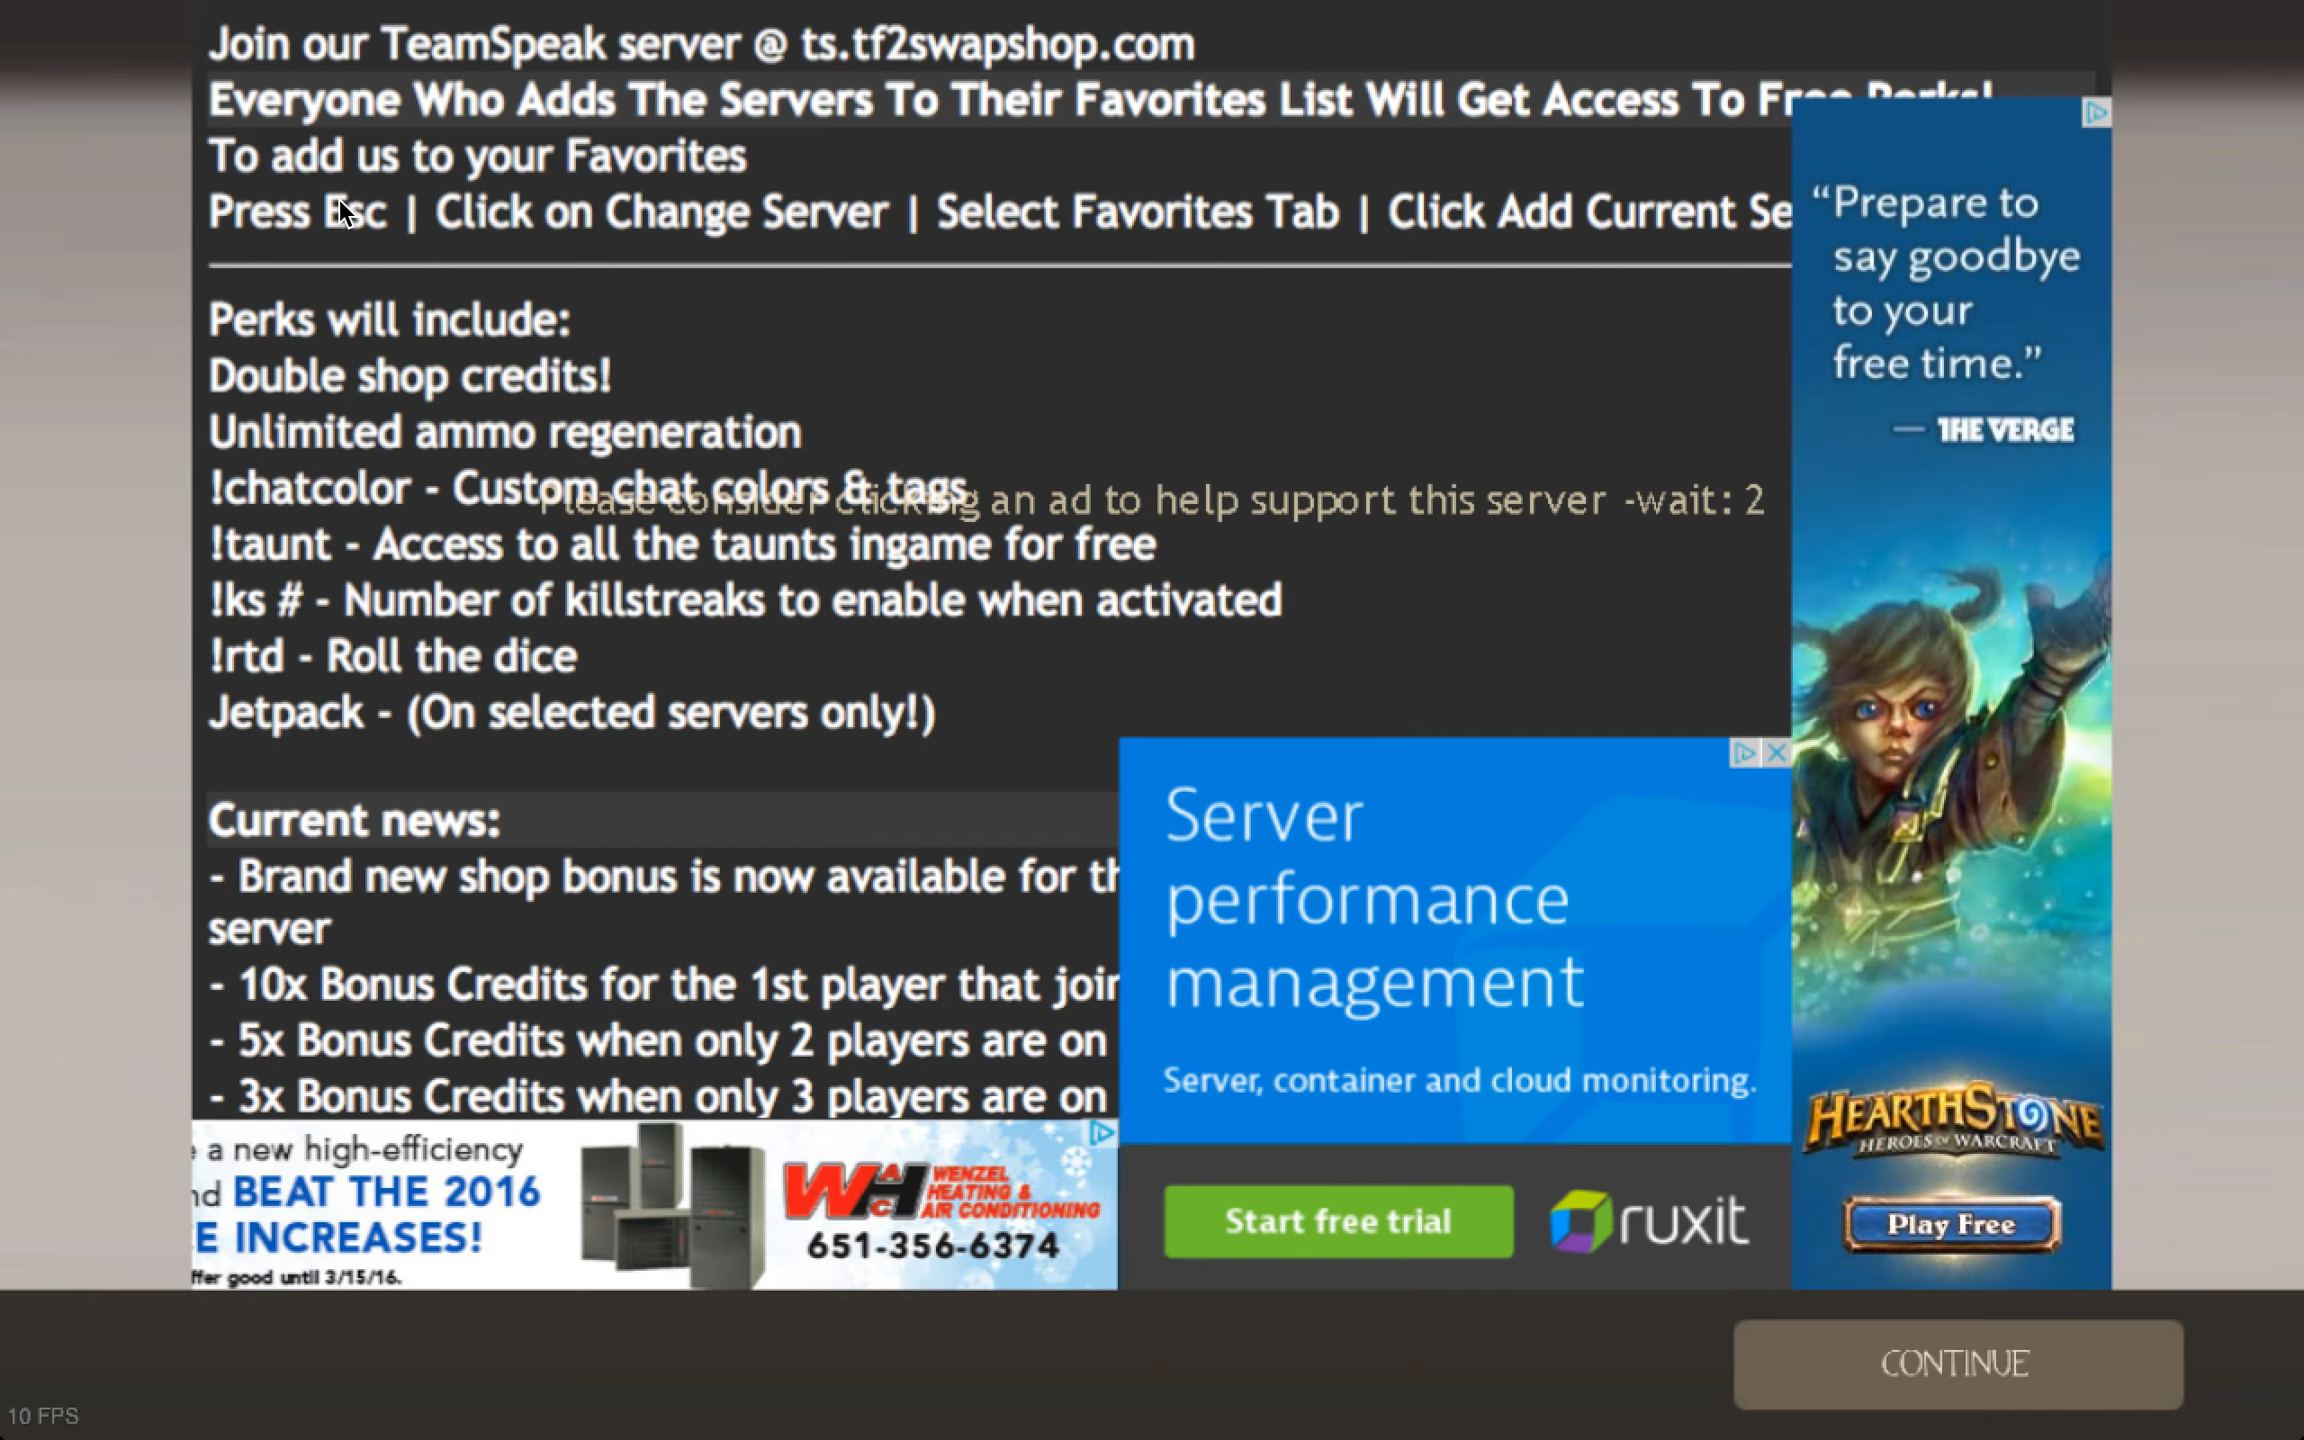 Join our TeamSpeak server @ ts.tf2swapshop.com
Everyone Who Adds The Servers To Their Favorites List Will Get Access To Free Perks!
To add us to your Favorites
Press Esc | Click on Change Server | Select Favorites Tab | Click Add Current Se
Perks will include:
Double shop credits!
Unlimited ammo regeneration
!chatcolor - Custom chat colors & tags
Please consider clicking an ad to help support this server -wait: 2
!taunt - Access to all the taunts ingame for free
!ks # - Number of killstreaks to enable when activated
!rtd - Roll the dice
Jetpack - (On selected servers only!)
Current news:
- Brand new shop bonus is now available for th
server
- 10x Bonus Credits for the 1st player that join
- 5x Bonus Credits when only 2 players are on
- 3x Bonus Credits when only 3 players are on
a new high-efficiency
nd BEAT THE 2016
E INCREASES!
ffer good until 3/15/16.
WHAC WENZEL
HEATING &
AIR CONDITIONING
651-356-6374
Server
performance
management
Server, container and cloud monitoring.
Start free trial
ruxit
“Prepare to
say goodbye
to your
free time.”
— THE VERGE
HEARTHSTONE
HEROES OF WARCRAFT
Play Free
CONTINUE
10 FPS